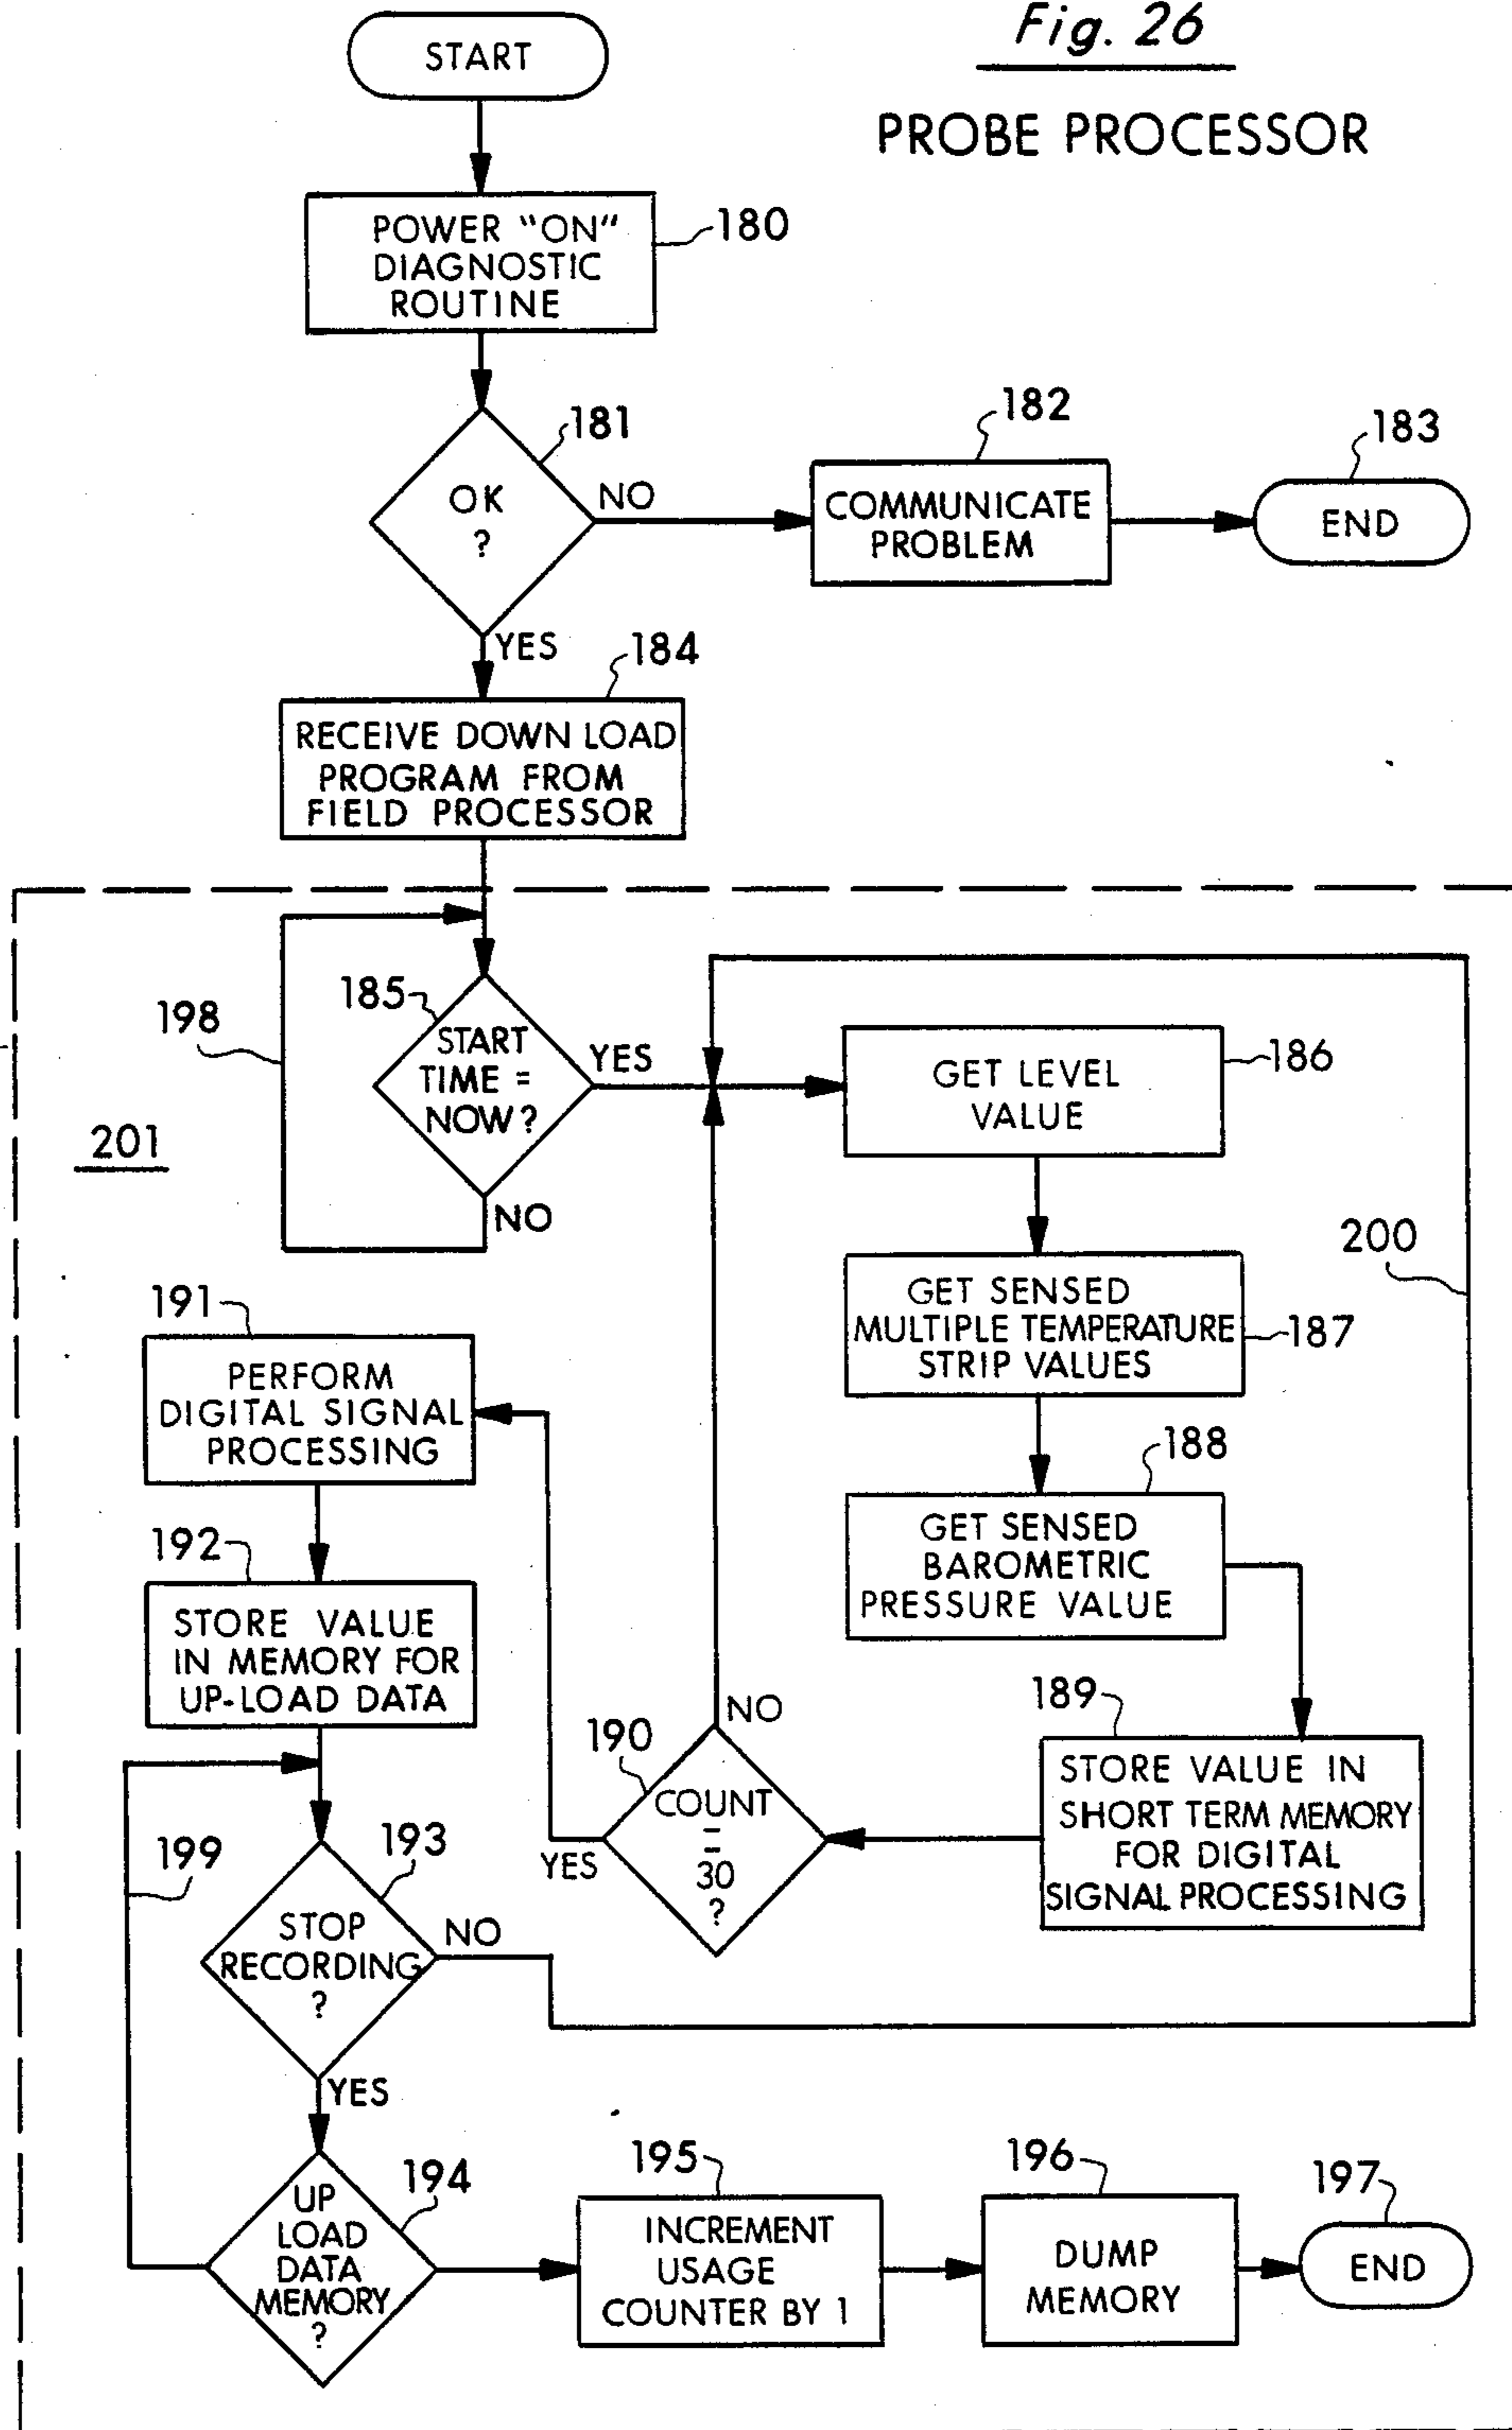 Fig. 26
PROBE PROCESSOR
START
POWER "ON"
DIAGNOSTIC
ROUTINE
180
181
OK
?
NO
182
COMMUNICATE
PROBLEM
183
END
YES
184
RECEIVE DOWN LOAD
PROGRAM FROM
FIELD PROCESSOR
198
185
START
TIME =
NOW?
YES
NO
201
GET LEVEL
VALUE
186
200
GET SENSED
MULTIPLE TEMPERATURE
STRIP VALUES
187
188
GET SENSED
BAROMETRIC
PRESSURE VALUE
189
STORE VALUE IN
SHORT TERM MEMORY
FOR DIGITAL
SIGNAL PROCESSING
190
COUNT
=
30
?
NO
YES
191
PERFORM
DIGITAL SIGNAL
PROCESSING
192
STORE VALUE
IN MEMORY FOR
UP-LOAD DATA
199
193
STOP
RECORDING
?
NO
YES
194
UP
LOAD
DATA
MEMORY
?
195
INCREMENT
USAGE
COUNTER BY 1
196
DUMP
MEMORY
197
END